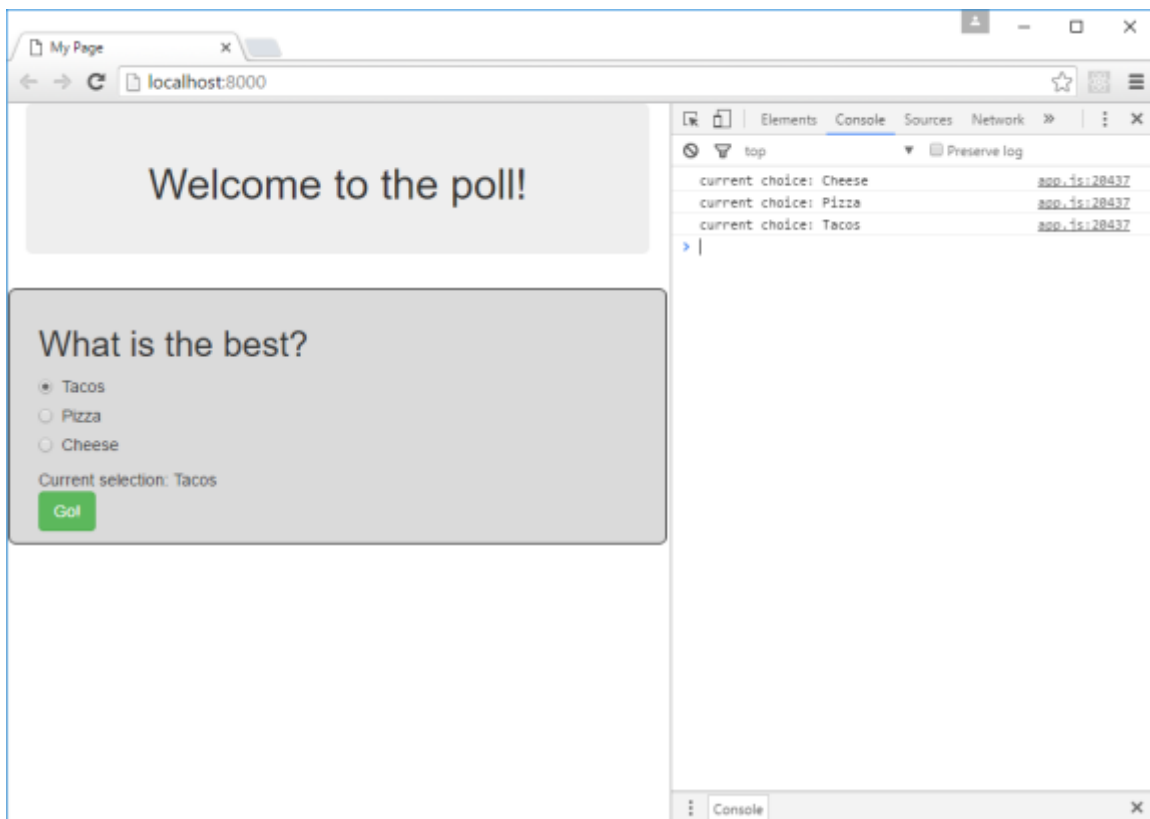 My Page
localhost:8000
Elements Console Sources Network »
top Preserve log
Welcome to the poll!
current choice: Cheese app.js:20437
current choice: Pizza app.js:20437
current choice: Tacos app.js:20437
>
What is the best?
Tacos
Pizza
Cheese
Current selection: Tacos
Go!
Console